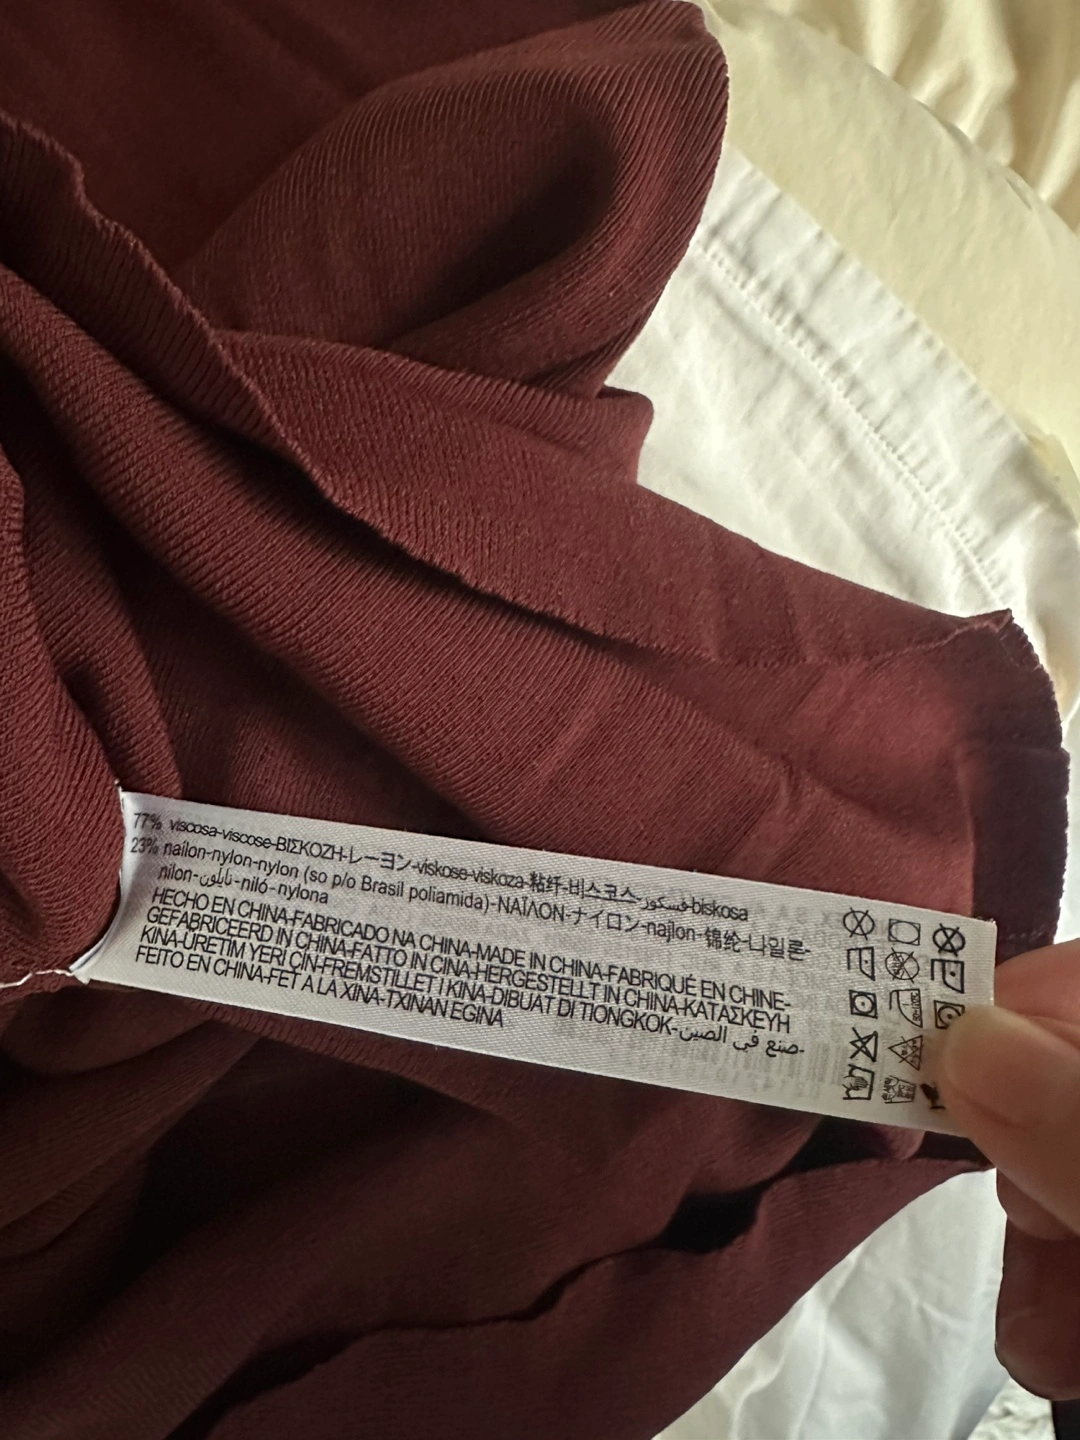 77% viscosa-viscose-ΒΙΣΚΟΖΗ-レーヨン-viskose-viskoza-粘纤-비스코스-فسكوز-biskosa
23% nailon-nylon-nylon (so p/o Brasil poliamida)-ΝΑΪΛΟΝ-ナイロン-najlon-锦纶-나일론-
nilon-نايلون-niló-nylona
HECHO EN CHINA-FABRICADO NA CHINA-MADE IN CHINA-FABRIQUÉ EN CHINE-
GEFABRICEERD IN CHINA-FATTO IN CINA-HERGESTELLT IN CHINA-ΚΑΤΑΣΚΕΥΗ
ΚΙΝΑ-ÜRETİM YERİ ÇİN-FREMSTILLET I KINA-DIBUAT DI TIONGKOK-صنع في الصين-
FEITO EN CHINA-FET A LA XINA-TXINAN EGINA